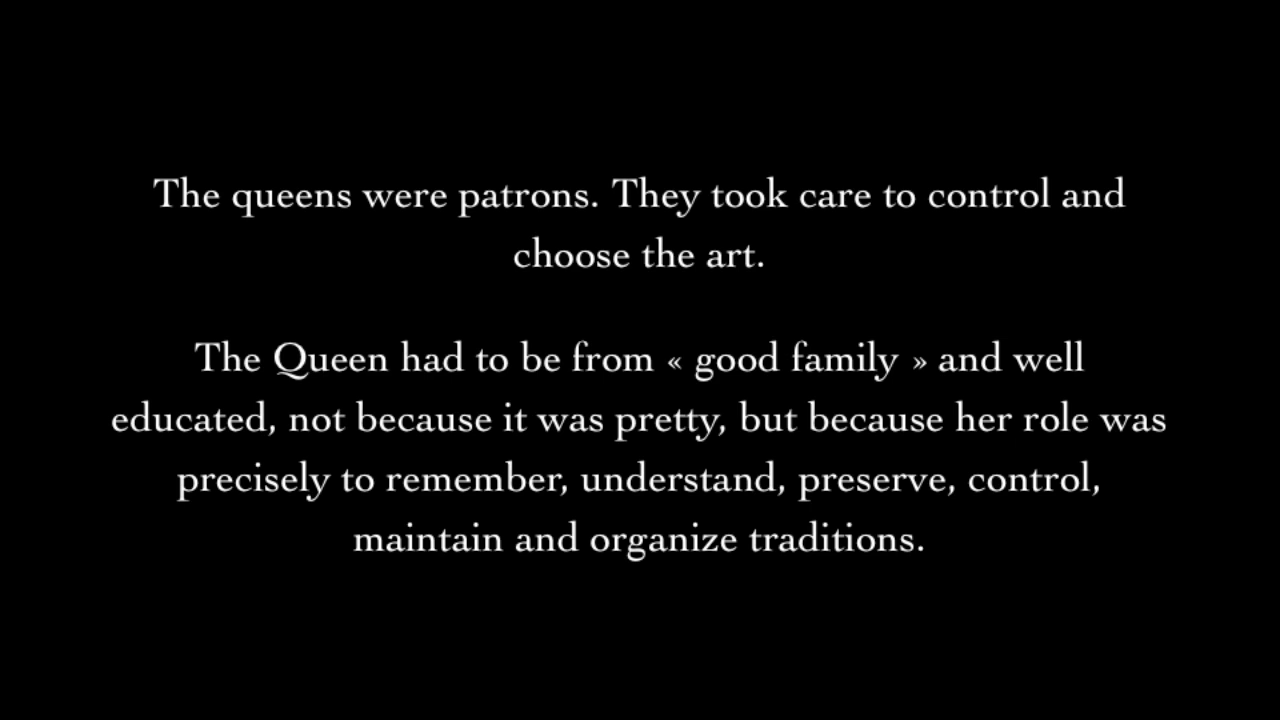 The queens were patrons. They took care to control and
choose the art.
The Queen had to be from « good family » and well
educated, not because it was pretty, but because her role was
precisely to remember, understand, preserve, control,
maintain and organize traditions.